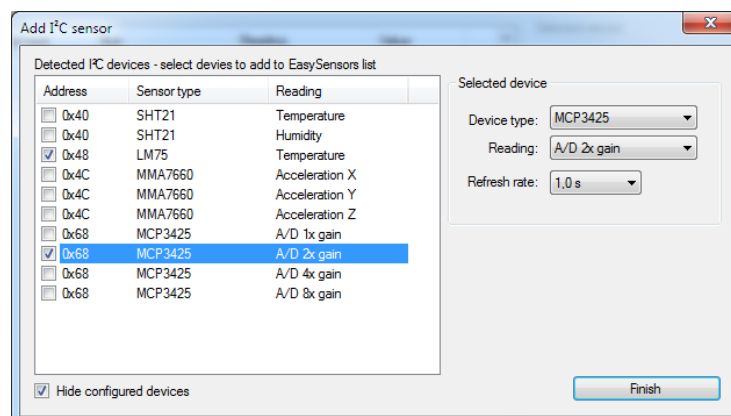 Add I²C sensor
Detected I²C devices - select devies to add to EasySensors list
Address Sensor type Reading
0x40 SHT21 Temperature
0x40 SHT21 Humidity
0x48 LM75 Temperature
0x4C MMA7660 Acceleration X
0x4C MMA7660 Acceleration Y
0x4C MMA7660 Acceleration Z
0x68 MCP3425 A/D 1x gain
0x68 MCP3425 A/D 2x gain
0x68 MCP3425 A/D 4x gain
0x68 MCP3425 A/D 8x gain
Hide configured devices
Selected device
Device type: MCP3425
Reading: A/D 2x gain
Refresh rate: 1,0 s
Finish